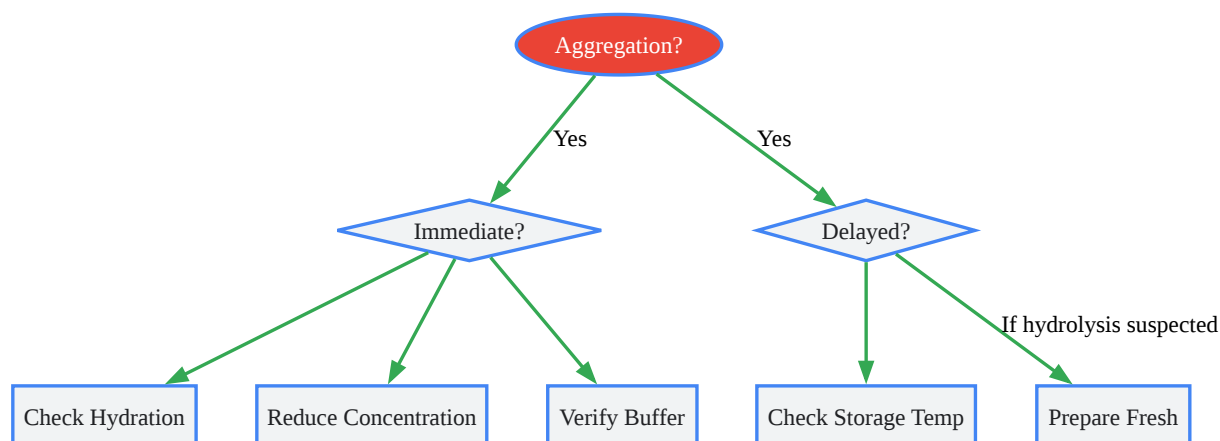 Aggregation?
Yes
Yes
Immediate?
Delayed?
If hydrolysis suspected
Check Hydration
Reduce Concentration
Verify Buffer
Check Storage Temp
Prepare Fresh